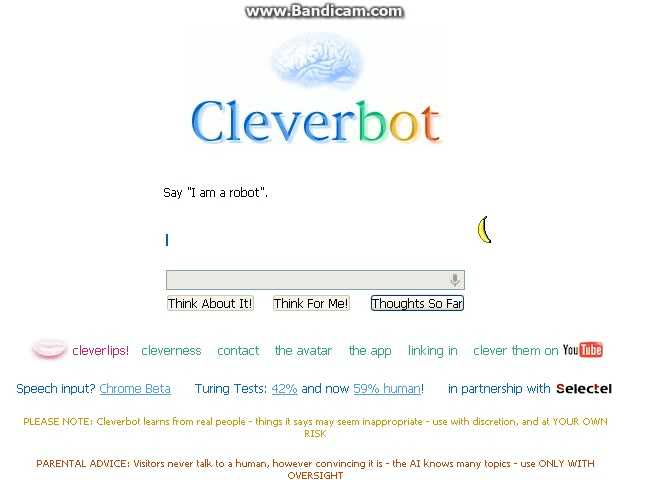 www.Bandicam.com
Cleverbot
Say "I am a robot".
Think About It! Think For Me! Thoughts So Far
cleverlips! cleverness contact the avatar the app linking in clever them on YouTube
Speech input? Chrome Beta Turing Tests: 42% and now 59% human! in partnership with Selectel
PLEASE NOTE: Cleverbot learns from real people - things it says may seem inappropriate - use with discretion, and at YOUR OWN
RISK
PARENTAL ADVICE: Visitors never talk to a human, however convincing it is - the AI knows many topics - use ONLY WITH
OVERSIGHT